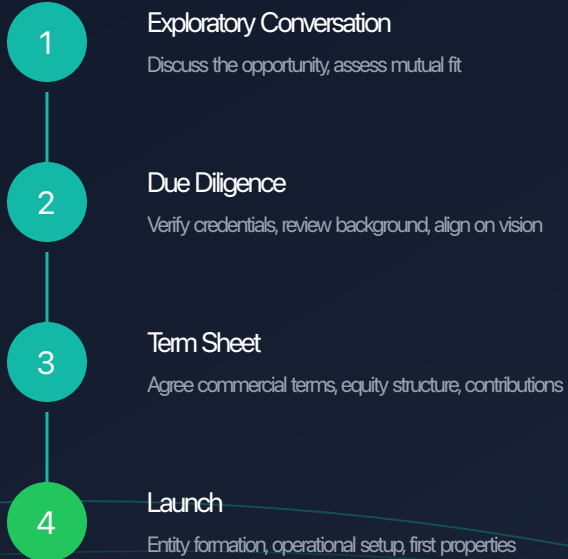 1
Exploratory Conversation
Discuss the opportunity, assess mutual fit
2
Due Diligence
Verify credentials, review background, align on vision
3
Term Sheet
Agree commercial terms, equity structure, contributions
4
Launch
Entity formation, operational setup, first properties